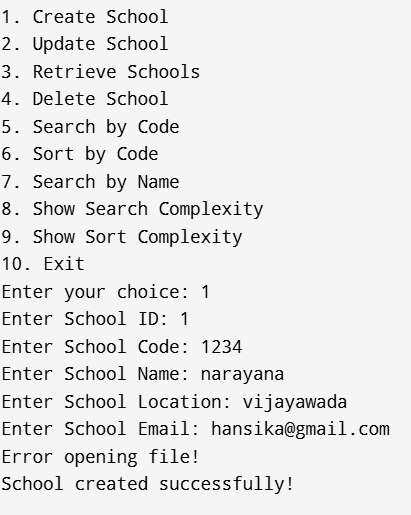 1. Create School
2. Update School
3. Retrieve Schools
4. Delete School
5. Search by Code
6. Sort by Code
7. Search by Name
8. Show Search Complexity
9. Show Sort Complexity
10. Exit
Enter your choice: 1
Enter School ID: 1
Enter School Code: 1234
Enter School Name: narayana
Enter School Location: vijayawada
Enter School Email: hansika@gmail.com
Error opening file!
School created successfully!